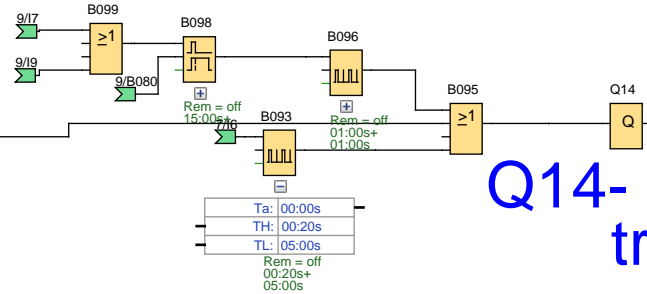 9/I7
B099
≥1
9/I9
B098
9/B080
Rem = off
15:00s+
B096
Rem = off
01:00s+
01:00s
7/I6
B093
B095
≥1
Q14
Q
Q14-
tr
Ta: 00:00s
TH: 00:20s
TL: 05:00s
Rem = off
00:20s+
05:00s